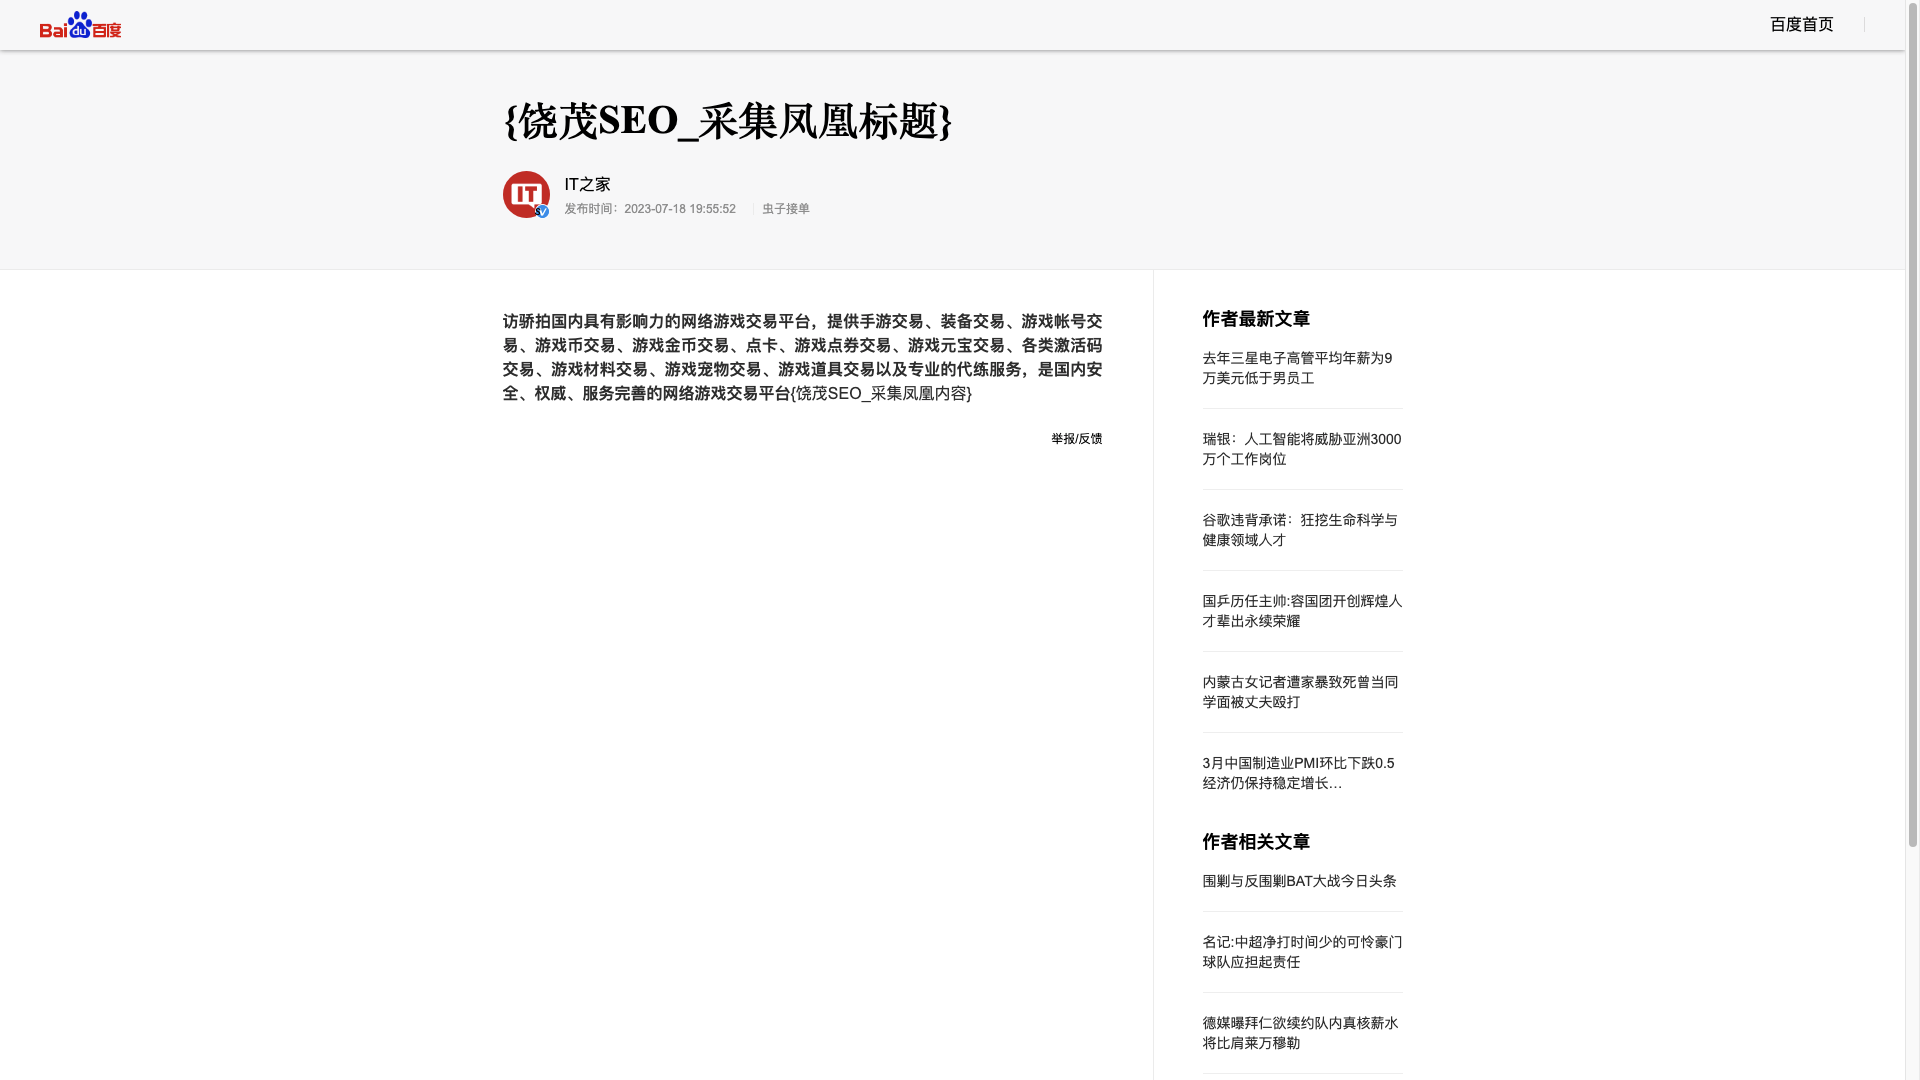 Bai du 百度
百度首页
{饶茂SEO_采集凤凰标题}
IT之家
发布时间：2023-07-18 19:55:52
虫子接单
访骄拍国内具有影响力的网络游戏交易平台，提供手游交易、装备交易、游戏帐号交
易、游戏币交易、游戏金币交易、点卡、游戏点券交易、游戏元宝交易、各类激活码
交易、游戏材料交易、游戏宠物交易、游戏道具交易以及专业的代练服务，是国内安
全、权威、服务完善的网络游戏交易平台{饶茂SEO_采集凤凰内容}
举报/反馈
作者最新文章
去年三星电子高管平均年薪为9
万美元低于男员工
瑞银：人工智能将威胁亚洲3000
万个工作岗位
谷歌违背承诺：狂挖生命科学与
健康领域人才
国乒历任主帅:容国团开创辉煌人
才辈出永续荣耀
内蒙古女记者遭家暴致死曾当同
学面被丈夫殴打
3月中国制造业PMI环比下跌0.5
经济仍保持稳定增长…
作者相关文章
围剿与反围剿BAT大战今日头条
名记:中超净打时间少的可怜豪门
球队应担起责任
德媒曝拜仁欲续约队内真核薪水
将比肩莱万穆勒